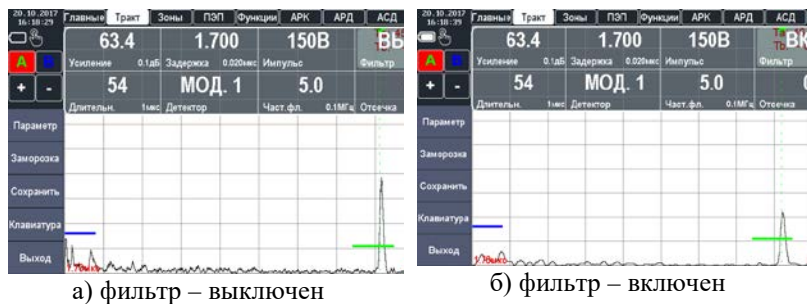 20.10.2017
16:18:29
Главные Тракт Зоны ПЭП Функции АРК АРД АСД
63.4 1.700 150В ВЫ
Усиление 0.1дБ Задержка 0.020мкс Импульс Фильтр
А В
+ -
54 МОД. 1 5.0
Длительн. 1мкс Детектор Част.фл. 0.1МГц Отсечка
Параметр
Заморозка
Сохранить
Клавиатура
Выход
а) фильтр – выключен
20.10.2017
16:18:39
Главные Тракт Зоны ПЭП Функции АРК АРД АСД
63.4 1.700 150В ВК
Усиление 0.1дБ Задержка 0.020мкс Импульс Фильтр
А В
+ -
54 МОД. 1 5.0
Длительн. 1мкс Детектор Част.фл. 0.1МГц Отсечка
Параметр
Заморозка
Сохранить
Клавиатура
Выход
б) фильтр – включен